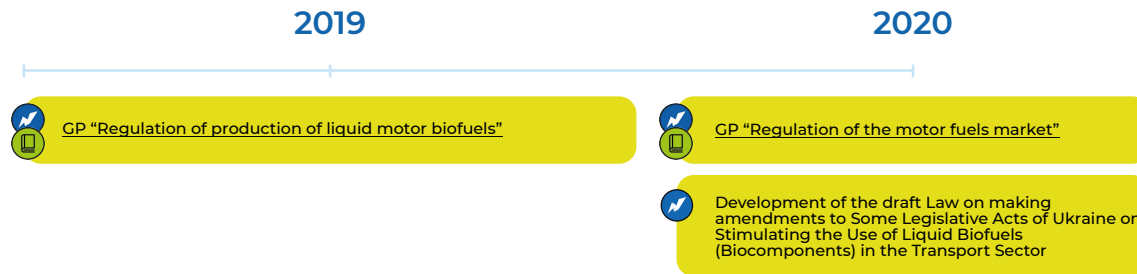 2019
2020
GP “Regulation of production of liquid motor biofuels”
GP “Regulation of the motor fuels market”
Development of the draft Law on making
amendments to Some Legislative Acts of Ukraine on
Stimulating the Use of Liquid Biofuels
(Biocomponents) in the Transport Sector